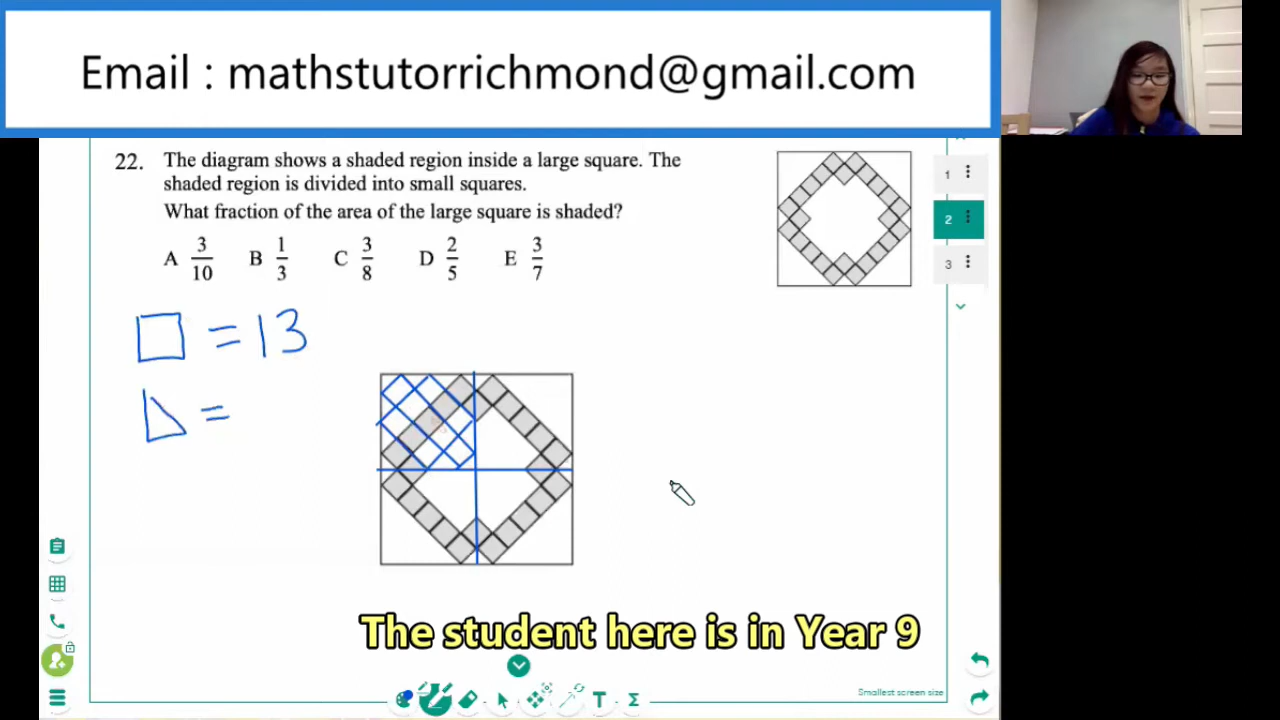 Email : mathstutorrichmond@gmail.com
22. The diagram shows a shaded region inside a large square. The
shaded region is divided into small squares.
What fraction of the area of the large square is shaded?
A 3/10 B 1/3 C 3/8 D 2/5 E 3/7
= 13
=
1
2
3
The student here is in Year 9
Smallest screen size
T Σ